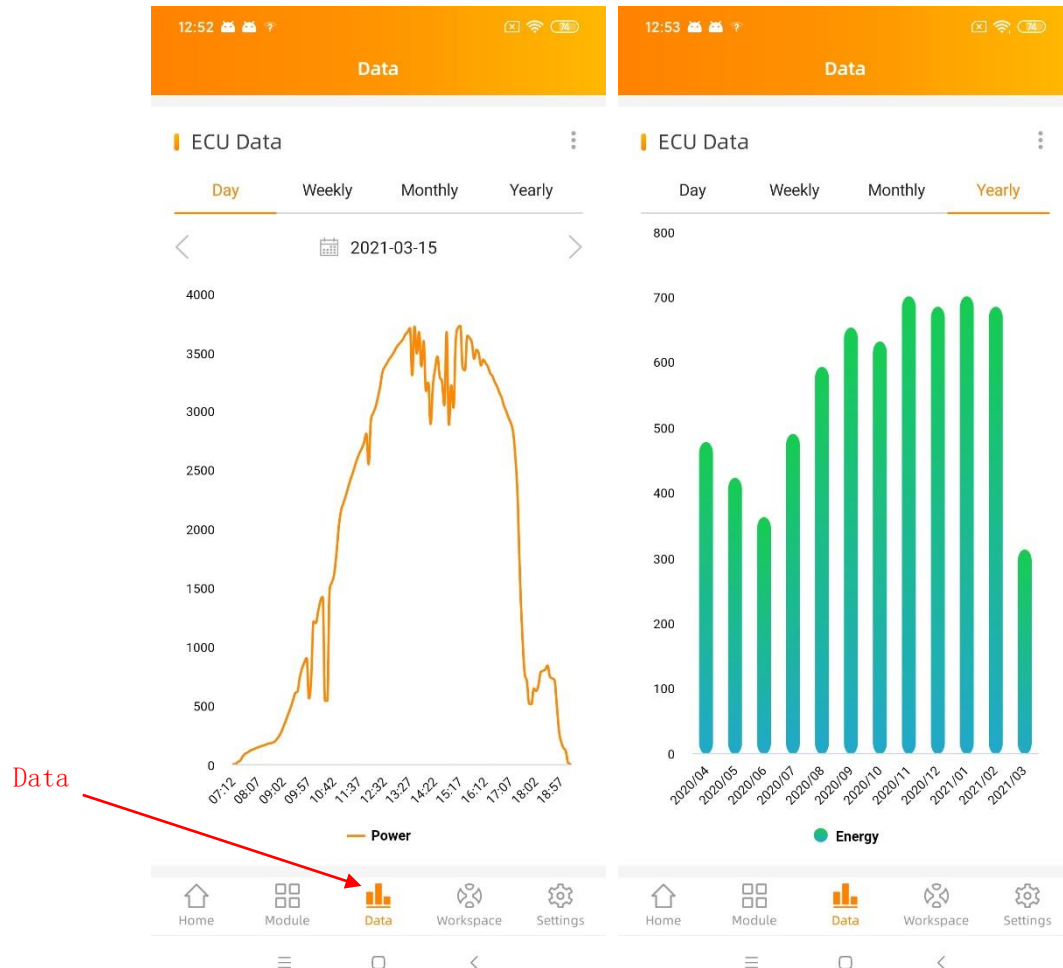 12:52
74
Data
ECU Data
Day Weekly Monthly Yearly
2021-03-15
4000
3500
3000
2500
2000
1500
1000
500
0
07:12 08:07 09:02 09:57 10:42 11:37 12:32 13:27 14:22 15:17 16:12 17:07 18:02 18:57
Power
Home Module Data Workspace Settings
Data
12:53
74
Data
ECU Data
Day Weekly Monthly Yearly
800
700
600
500
400
300
200
100
0
2020/04 2020/05 2020/06 2020/07 2020/08 2020/09 2020/10 2020/11 2020/12 2021/01 2021/02 2021/03
Energy
Home Module Data Workspace Settings